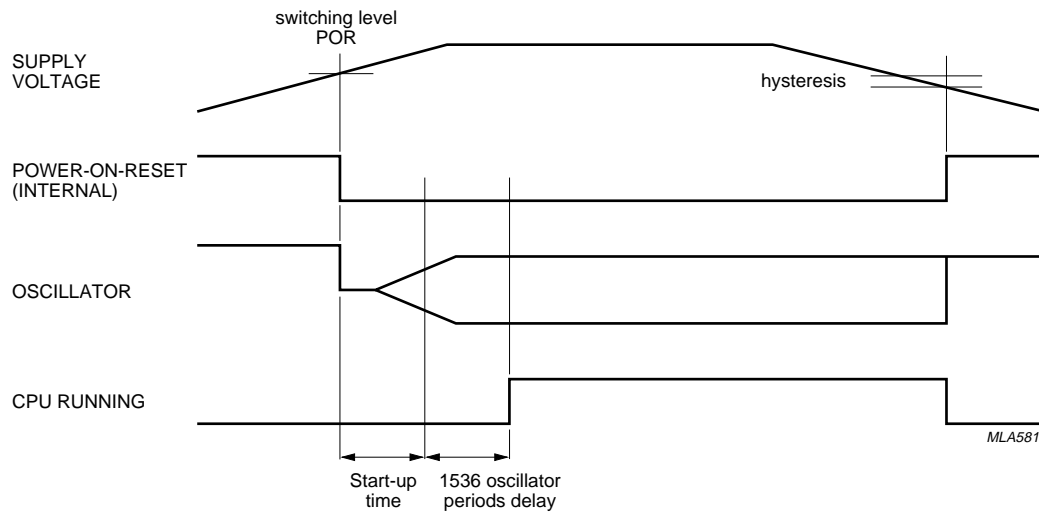 switching level
POR
SUPPLY
VOLTAGE
hysteresis
POWER-ON-RESET
(INTERNAL)
OSCILLATOR
CPU RUNNING
MLA581
Start-up
time
1536 oscillator
periods delay